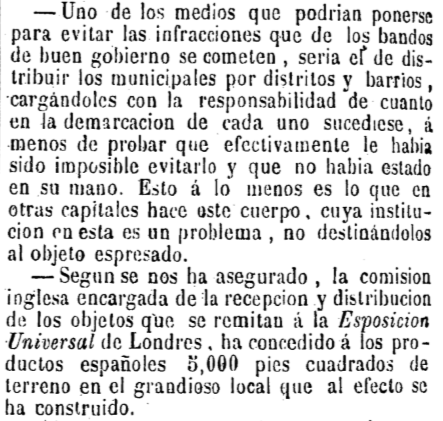 — Uno de los medios que podrian ponerse
para evitar las infracciones que de los bandos
de buen gobierno se cometen, seria el de dis-
tribuir los municipales por distritos y barrios,
cargándoles con la responsabilidad de cuanto
en la demarcacion de cada uno sucediese, á
menos de probar que efectivamente le habia
sido imposible evitarlo y que no habia estado
en su mano. Esto á lo menos es lo que en
otras capitales hace este cuerpo, cuya institu-
cion en esta es un problema, no destinándolos
al objeto espresado.
— Segun se nos ha asegurado, la comision
inglesa encargada de la recepcion y distribucion
de los objetos que se remitan á la Esposicion
Universal de Londres, ha concedido á los pro-
ductos españoles 5,000 pies cuadrados de
terreno en el grandioso local que al efecto se
ha construido.